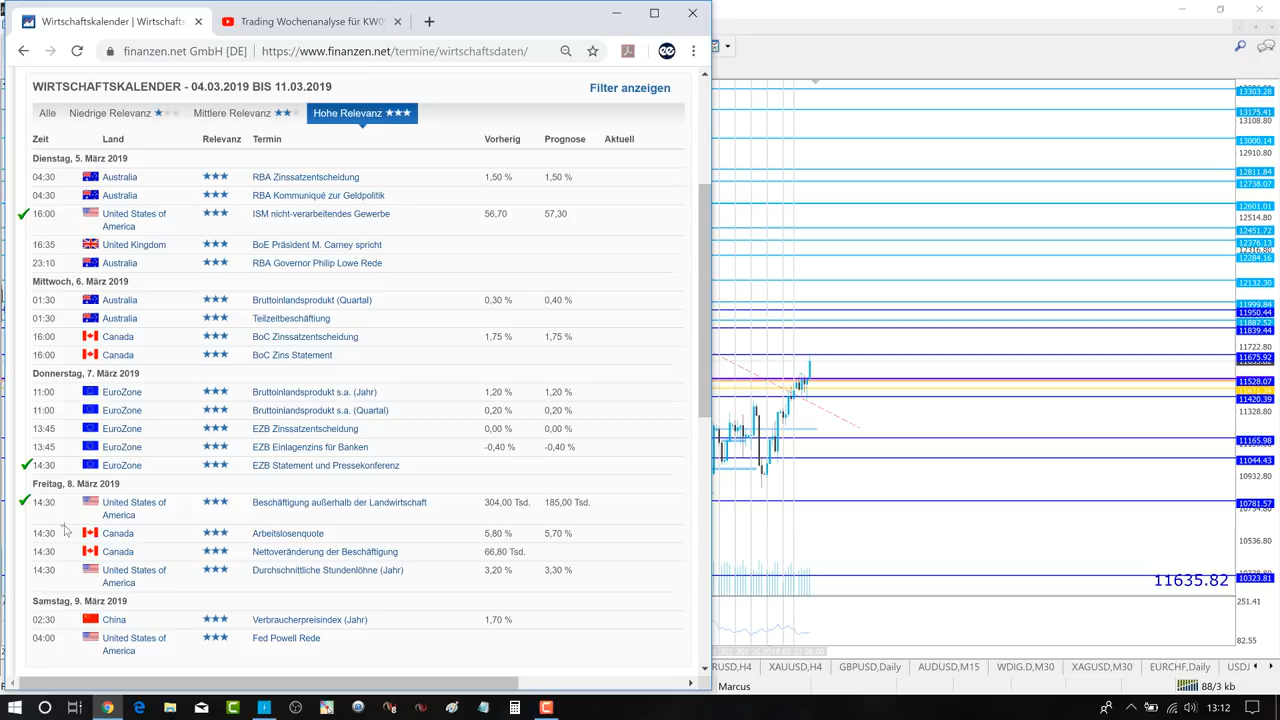 Wirtschaftskalender | Wirtschafts
Trading Wochenanalyse für KW0
finanzen.net GmbH [DE]
https://www.finanzen.net/termine/wirtschaftsdaten/
WIRTSCHAFTSKALENDER - 04.03.2019 BIS 11.03.2019
Filter anzeigen
Alle Niedrige Relevanz Mittlere Relevanz Hohe Relevanz
Zeit Land Relevanz Termin Vorherig Prognose Aktuell
Dienstag, 5. März 2019
04:30 Australia RBA Zinssatzentscheidung 1,50 % 1,50 %
04:30 Australia RBA Kommuniqué zur Geldpolitik
16:00 United States of America ISM nicht-verarbeitendes Gewerbe 56,70 57,30
16:35 United Kingdom BoE Präsident M. Carney spricht
23:10 Australia RBA Governor Philip Lowe Rede
Mittwoch, 6. März 2019
01:30 Australia Bruttoinlandsprodukt (Quartal) 0,30 % 0,40 %
01:30 Australia Teilzeitbeschäftigung
16:00 Canada BoC Zinssatzentscheidung 1,75 % 1,75 %
16:00 Canada BoC Zins Statement
Donnerstag, 7. März 2019
11:00 EuroZone Bruttoinlandsprodukt s.a. (Jahr) 1,20 % 1,20 %
11:00 EuroZone Bruttoinlandsprodukt s.a. (Quartal) 0,20 % 0,20 %
13:45 EuroZone EZB Zinssatzentscheidung 0,00 % 0,00 %
13:45 EuroZone EZB Einlagenzins für Banken -0,40 % -0,40 %
14:30 EuroZone EZB Statement und Pressekonferenz
Freitag, 8. März 2019
14:30 United States of America Beschäftigung außerhalb der Landwirtschaft 304,00 Tsd. 185,00 Tsd.
14:30 Canada Arbeitslosenquote 5,80 % 5,70 %
14:30 Canada Nettoveränderung der Beschäftigung 66,80 Tsd.
14:30 United States of America Durchschnittliche Stundenlöhne (Jahr) 3,20 % 3,30 %
Samstag, 9. März 2019
02:30 China Verbraucherpreisindex (Jahr) 1,70 %
04:00 United States of America Fed Powell Rede
13303.28
13175.41
13108.80
13000.14
12910.80
12811.84
12738.07
12601.01
12514.80
12451.72
12376.13
12284.16
12132.30
11999.84
11950.44
11887.52
11839.44
11722.80
11675.92
11528.07
11420.39
11328.80
11165.98
11044.43
10932.80
10781.57
10536.80
11635.82
10323.81
251.41
82.55
RUSD,H4 XAUUSD,H4 GBPUSD,Daily AUDUSD,M15 WDIG.D,M30 XAGUSD,M30 EURCHF,Daily USDJ
Marcus
88/3 kb
13:12